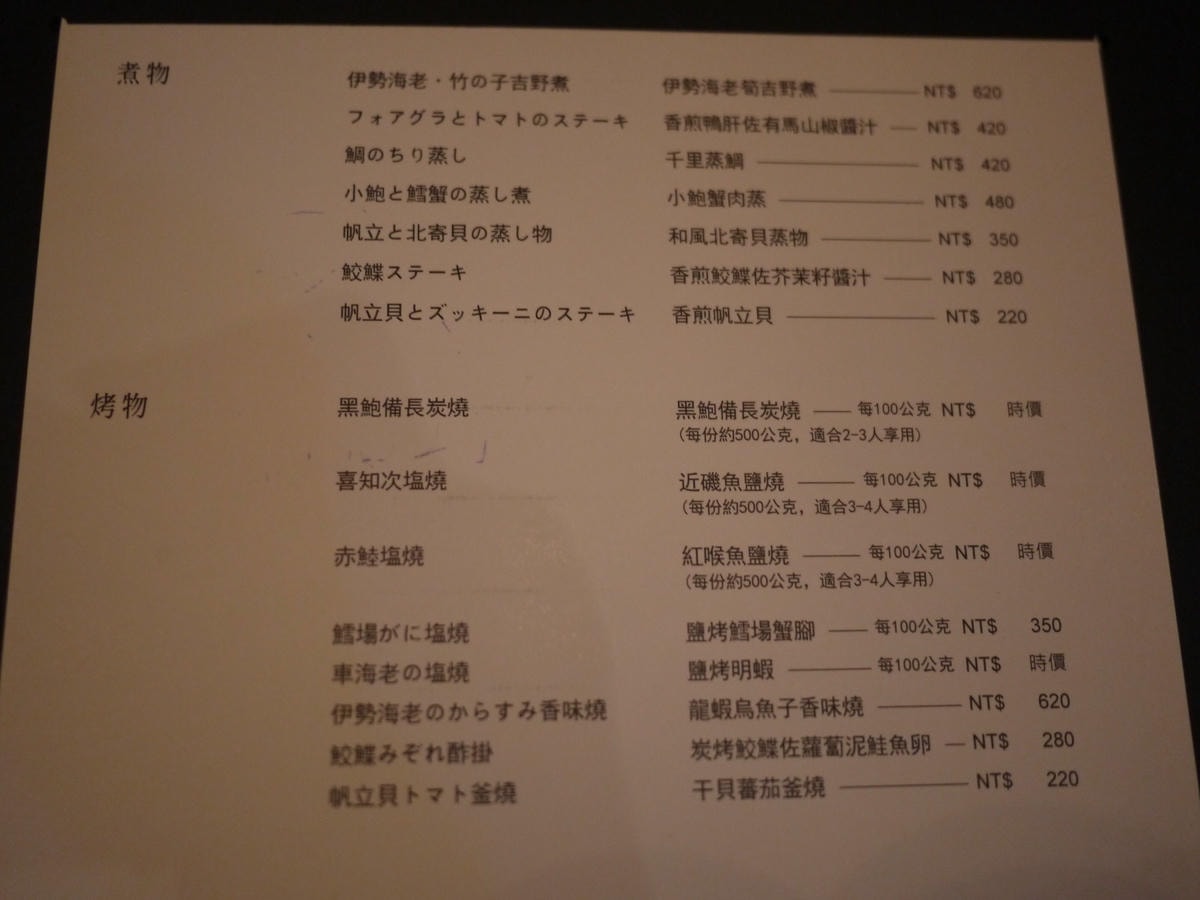 煮物
伊勢海老・竹の子吉野煮 伊勢海老筍吉野煮 NT$ 620
フォアグラとトマトのステーキ 香煎鴨肝佐有馬山椒醬汁 NT$ 420
鯛のちり蒸し 千里蒸鯛 NT$ 420
小鮑と鱈蟹の蒸し煮 小鮑蟹肉蒸 NT$ 480
帆立と北寄貝の蒸し物 和風北寄貝蒸物 NT$ 350
鮫鰈ステーキ 香煎鮫鰈佐芥茉籽醬汁 NT$ 280
帆立貝とズッキーニのステーキ 香煎帆立貝 NT$ 220
烤物
黑鮑備長炭燒 黑鮑備長炭燒 每100公克 NT$ 時價
(每份約500公克，適合2-3人享用)
喜知次塩燒 近磯魚鹽燒 每100公克 NT$ 時價
(每份約500公克，適合3-4人享用)
赤鯥塩燒 紅喉魚鹽燒 每100公克 NT$ 時價
(每份約500公克，適合3-4人享用)
鱈場がに塩燒 鹽烤鱈場蟹腳 每100公克 NT$ 350
車海老の塩燒 鹽烤明蝦 每100公克 NT$ 時價
伊勢海老のからすみ香味燒 龍蝦烏魚子香味燒 NT$ 620
鮫鰈みぞれ酢掛 炭烤鮫鰈佐蘿蔔泥鮭魚卵 NT$ 280
帆立貝トマト釜燒 干貝蕃茄釜燒 NT$ 220